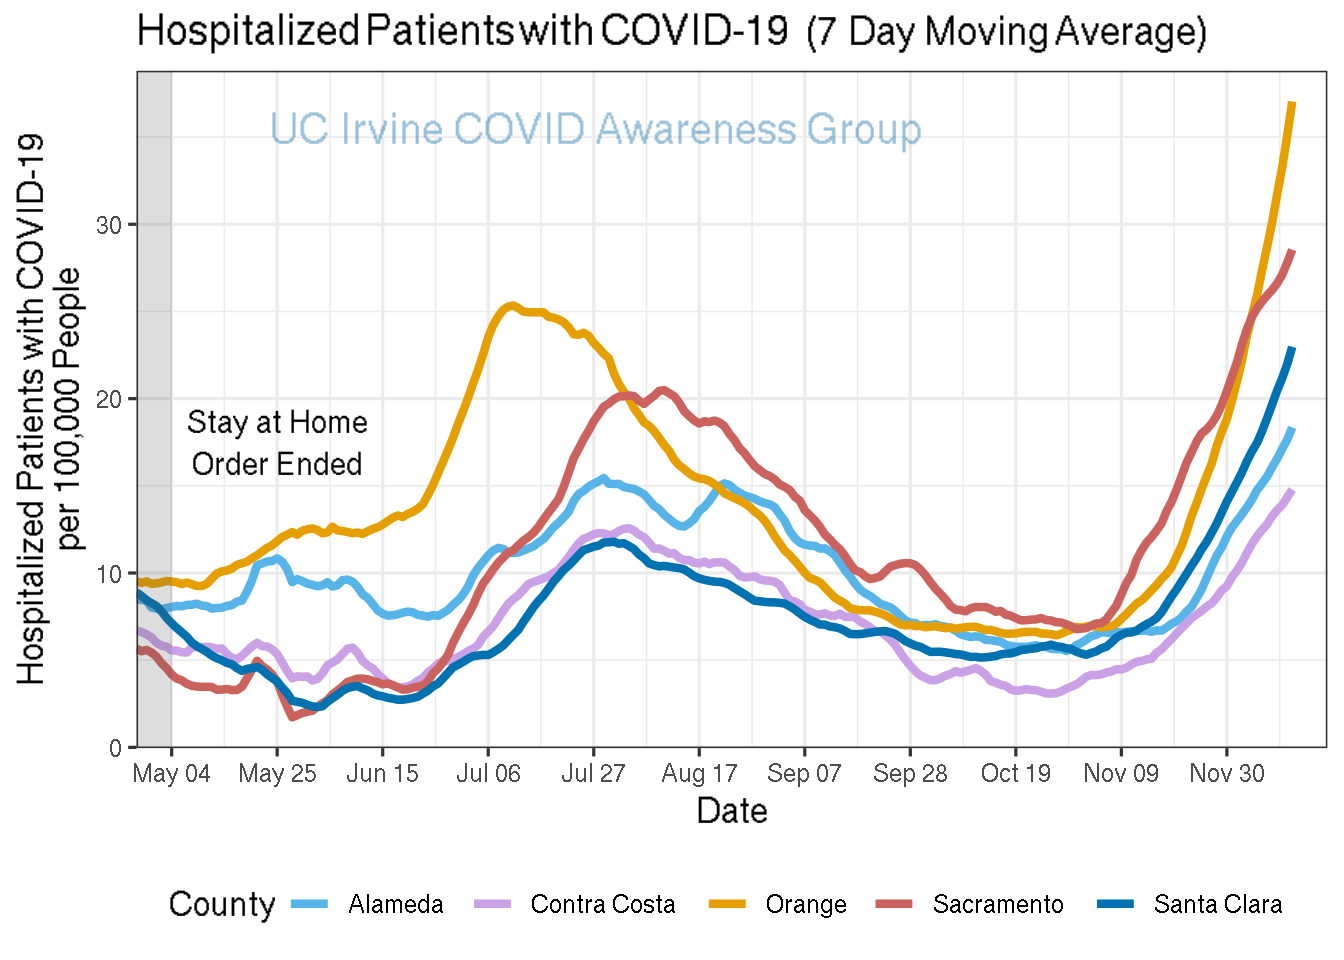 Hospitalized Patients with COVID-19 (7 Day Moving Average)
UC Irvine COVID Awareness Group
Hospitalized Patients with COVID-19
per 100,000 People
30
20
10
0
Stay at Home
Order Ended
May 04 May 25 Jun 15 Jul 06 Jul 27 Aug 17 Sep 07 Sep 28 Oct 19 Nov 09 Nov 30
Date
County Alameda Contra Costa Orange Sacramento Santa Clara